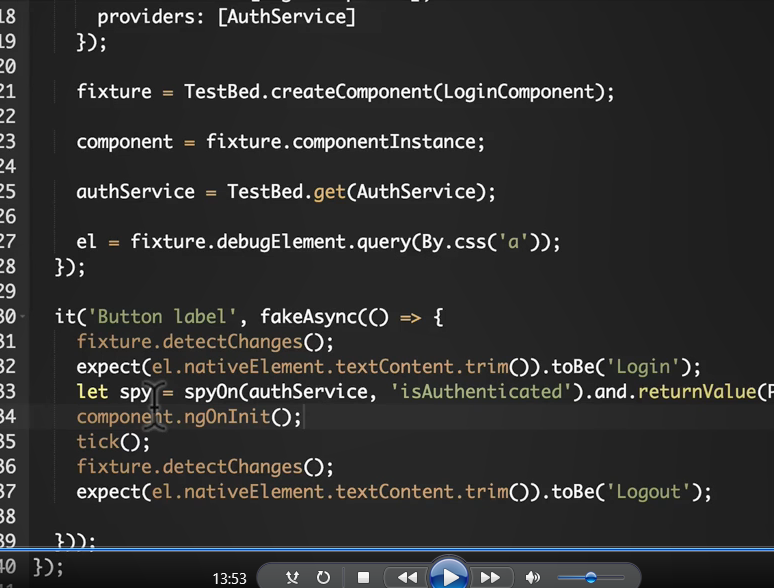 18 providers: [AuthService]
19 });
20
21 fixture = TestBed.createComponent(LoginComponent);
22
23 component = fixture.componentInstance;
24
25 authService = TestBed.get(AuthService);
26
27 el = fixture.debugElement.query(By.css('a'));
28 });
29
30 it('Button label', fakeAsync(() => {
31 fixture.detectChanges();
32 expect(el.nativeElement.textContent.trim()).toBe('Login');
33 let spy = spyOn(authService, 'isAuthenticated').and.returnValue(P
34 component.ngOnInit();
35 tick();
36 fixture.detectChanges();
37 expect(el.nativeElement.textContent.trim()).toBe('Logout');
38
39 }));
40 });
13:53